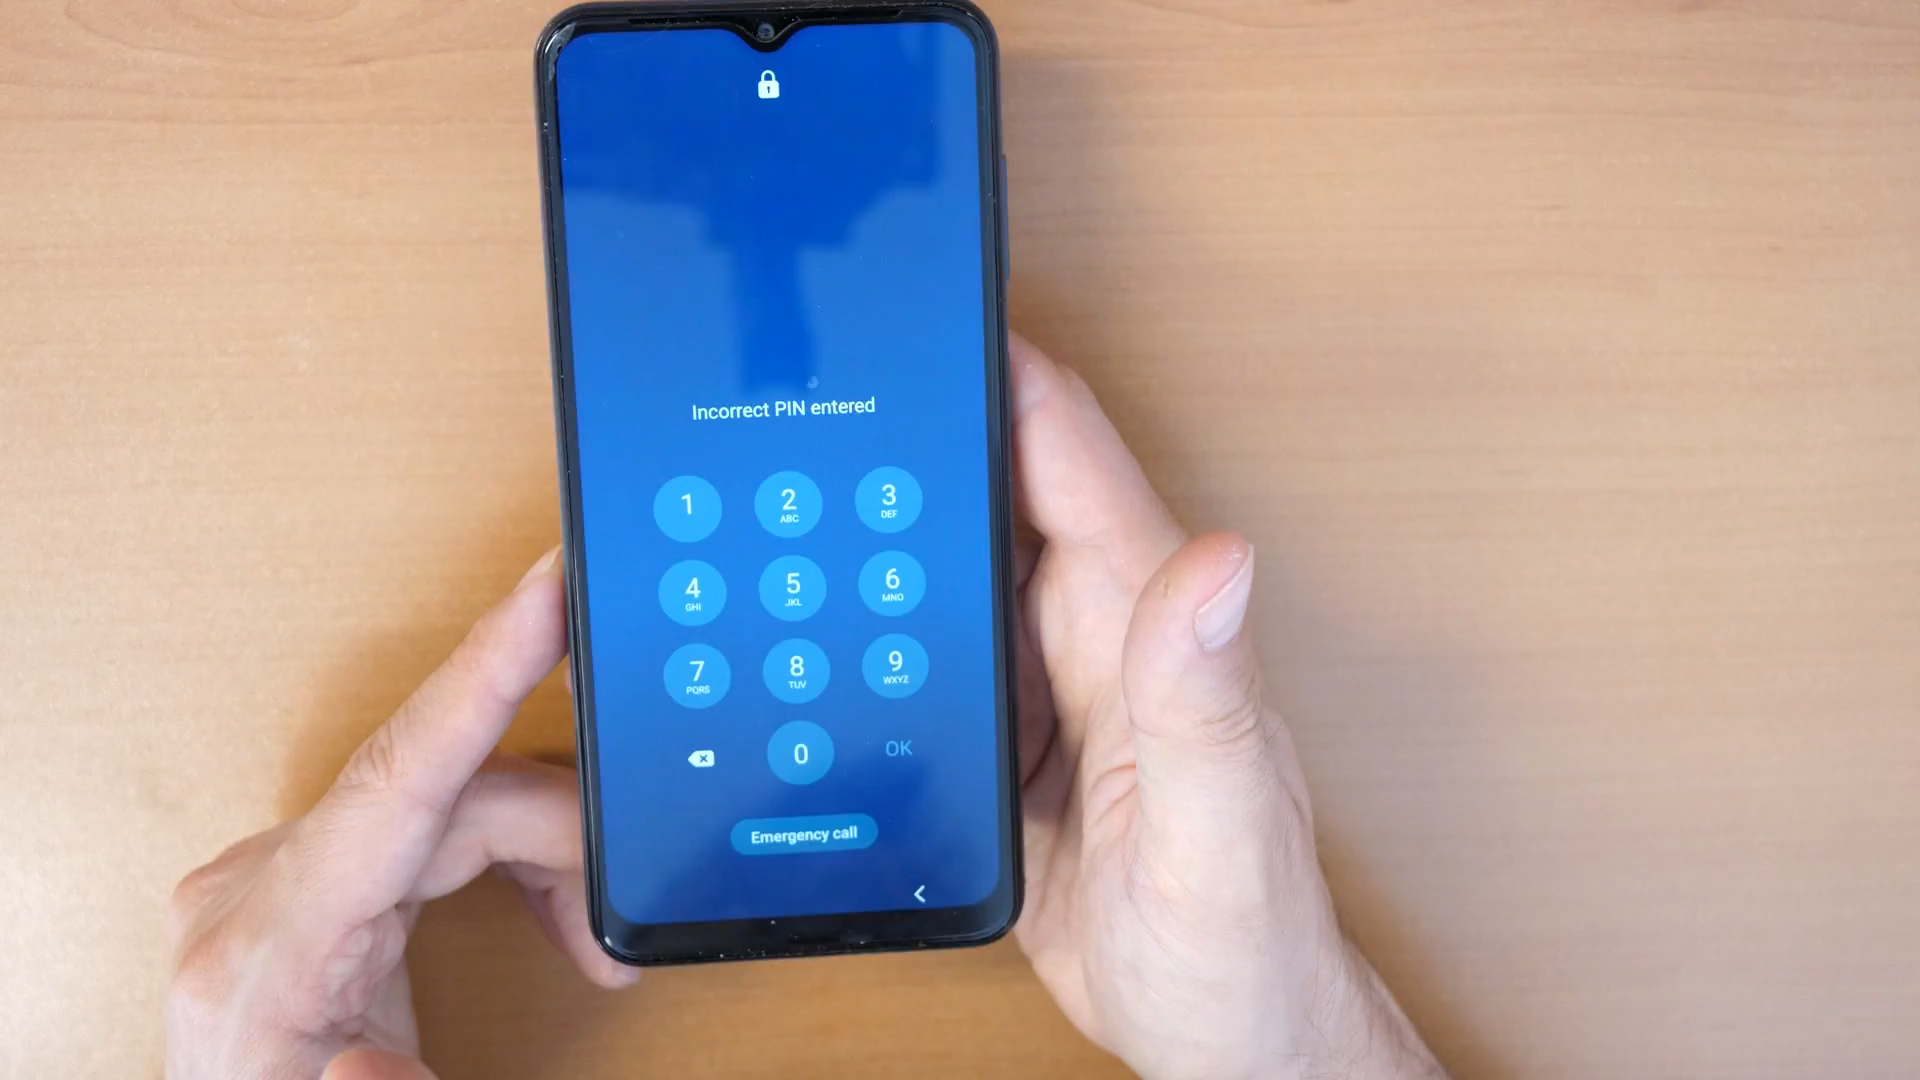 Incorrect PIN entered
1
2
ABC
3
DEF
4
GHI
5
JKL
6
MNO
7
PQRS
8
TUV
9
WXYZ
0
OK
Emergency call